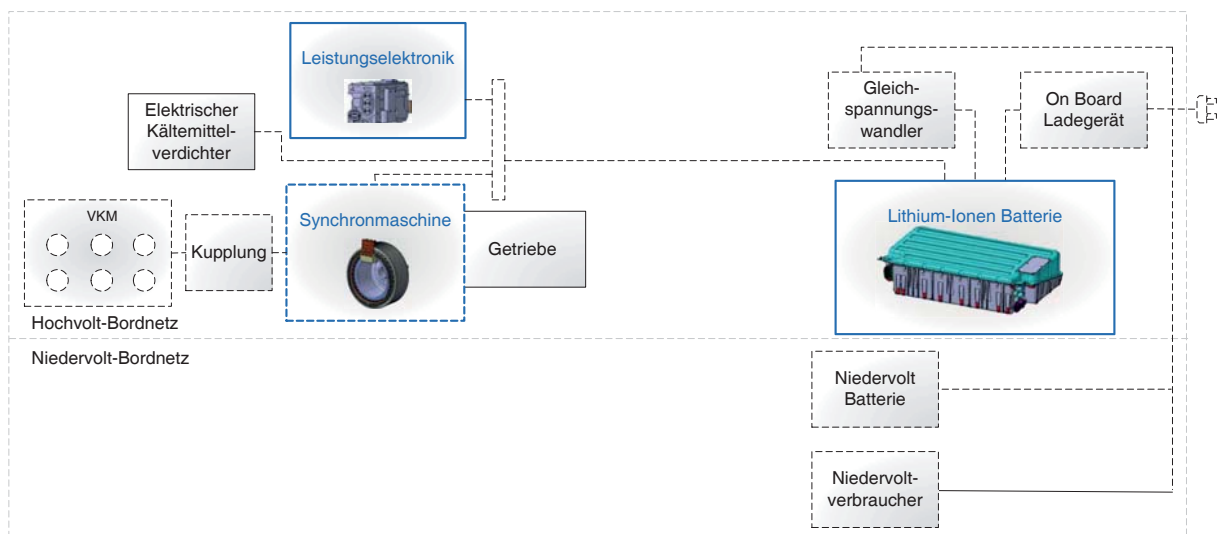 Leistungselektronik
Elektrischer
Kältemittel-
verdichter
Gleich-
spannungs-
wandler
On Board
Ladegerät
VKM
Kupplung
Synchronmaschine
Getriebe
Lithium-Ionen Batterie
Hochvolt-Bordnetz
Niedervolt-Bordnetz
Niedervolt
Batterie
Niedervolt-
verbraucher